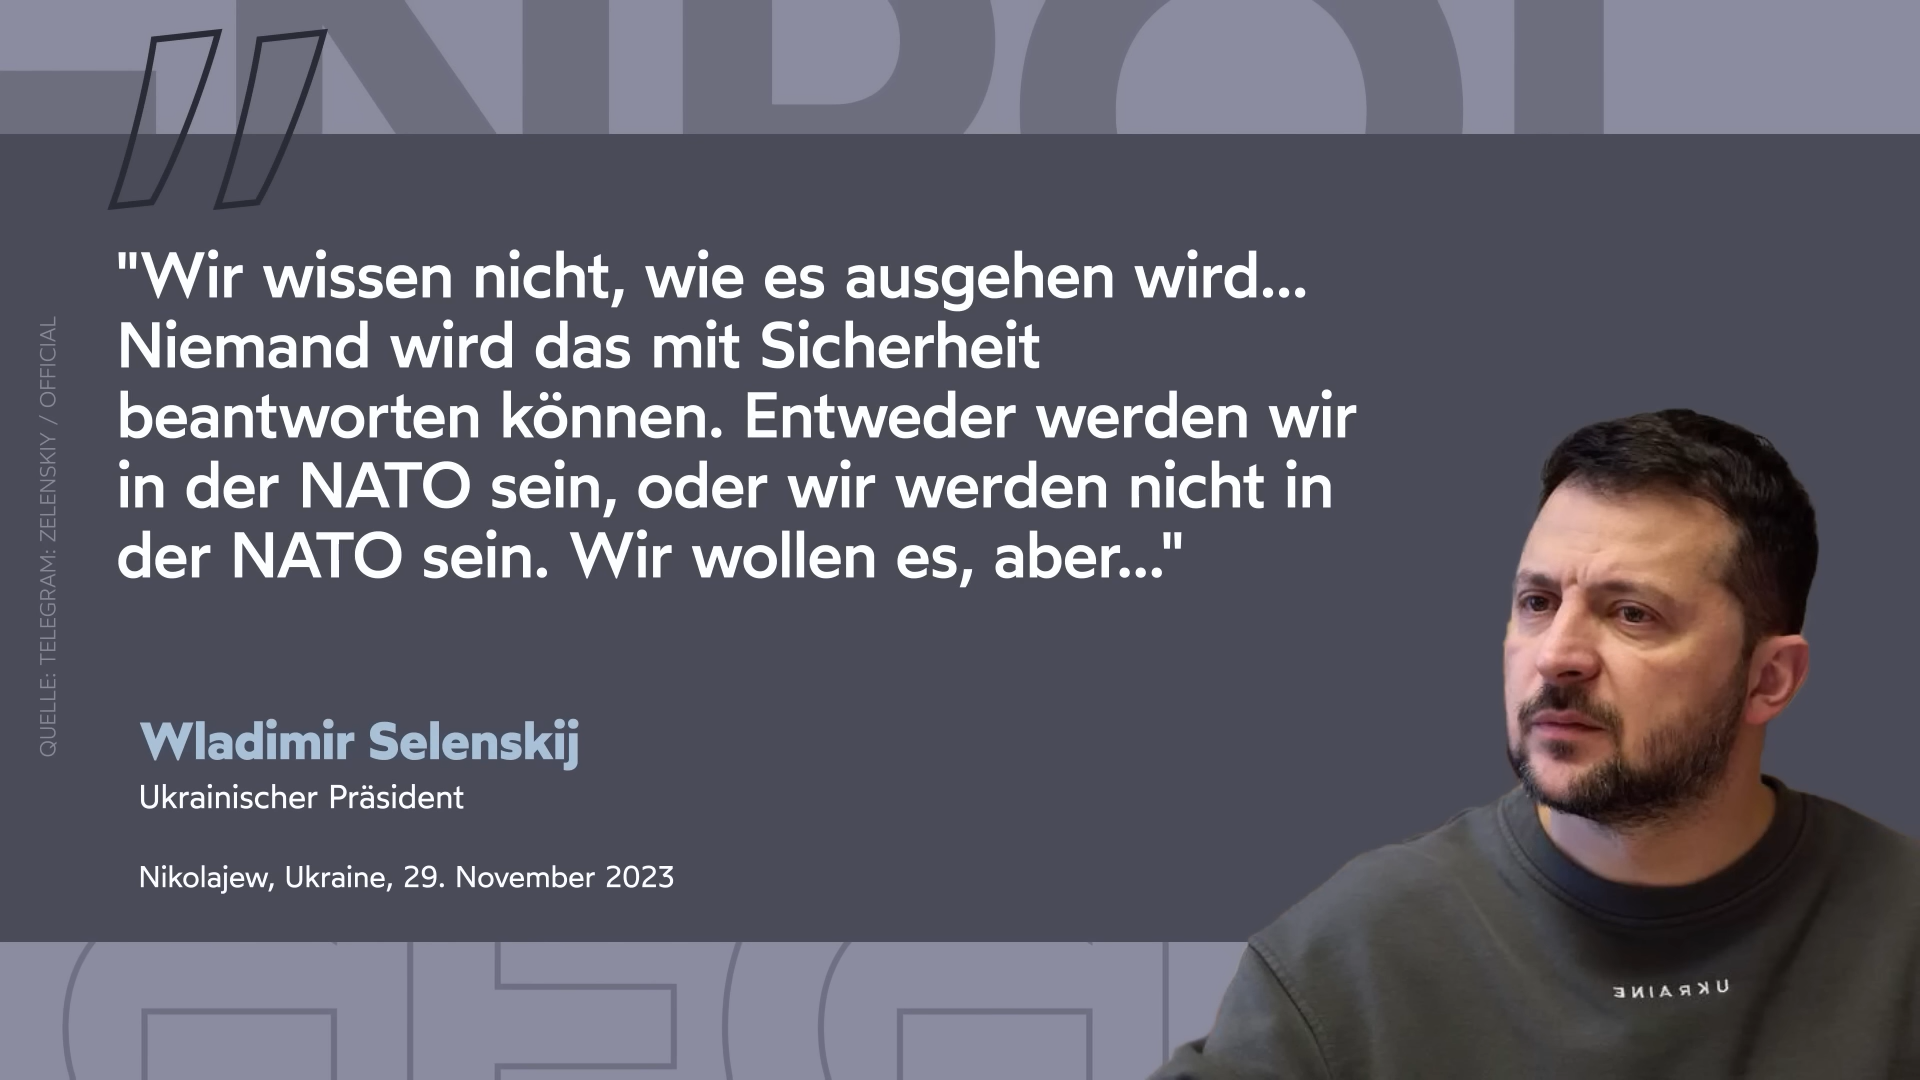 "Wir wissen nicht, wie es ausgehen wird...
Niemand wird das mit Sicherheit
beantworten können. Entweder werden wir
in der NATO sein, oder wir werden nicht in
der NATO sein. Wir wollen es, aber..."
Wladimir Selenskij
Ukrainischer Präsident
Nikolajew, Ukraine, 29. November 2023
QUELLE: TELEGRAM: ZELENSKIY / OFFICIAL
UKRAINE